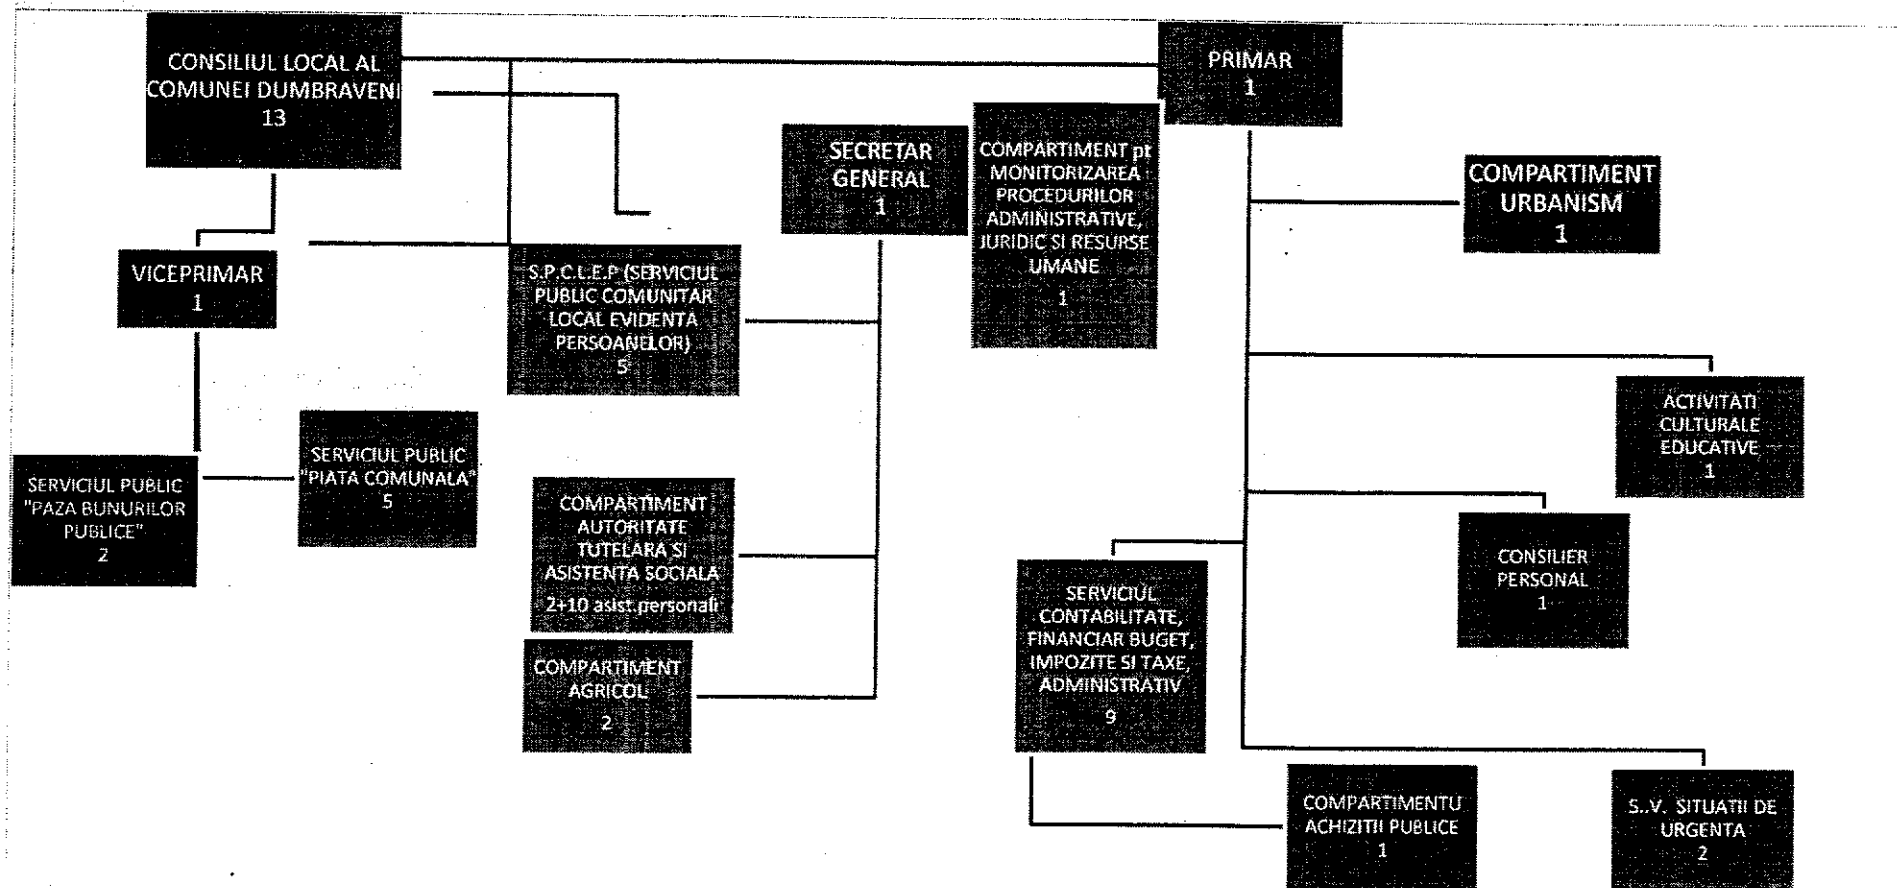 CONSILIUL LOCAL AL
COMUNEI DUMBRAVENI
13
PRIMAR
1
SECRETAR
GENERAL
1
COMPARTIMENT pt
MONITORIZAREA
PROCEDURILOR
ADMINISTRATIVE,
JURIDIC SI RESURSE
UMANE
1
COMPARTIMENT
URBANISM
1
VICEPRIMAR
1
S.P.C.L.E.P (SERVICIUL
PUBLIC COMUNITAR
LOCAL EVIDENTA
PERSOANELOR)
5
ACTIVITATI
CULTURALE
EDUCATIVE
1
SERVICIUL PUBLIC
"PAZA BUNURILOR
PUBLICE"
2
SERVICIUL PUBLIC
"PIATA COMUNALA"
5
COMPARTIMENT
AUTORITATE
TUTELARA SI
ASISTENTA SOCIALA
2+10 asist.personali
CONSILIER
PERSONAL
1
SERVICIUL
CONTABILITATE,
FINANCIAR BUGET,
IMPOZITE SI TAXE,
ADMINISTRATIV
9
COMPARTIMENT
AGRICOL
2
COMPARTIMENTU
ACHIZITII PUBLICE
1
S..V. SITUATII DE
URGENTA
2